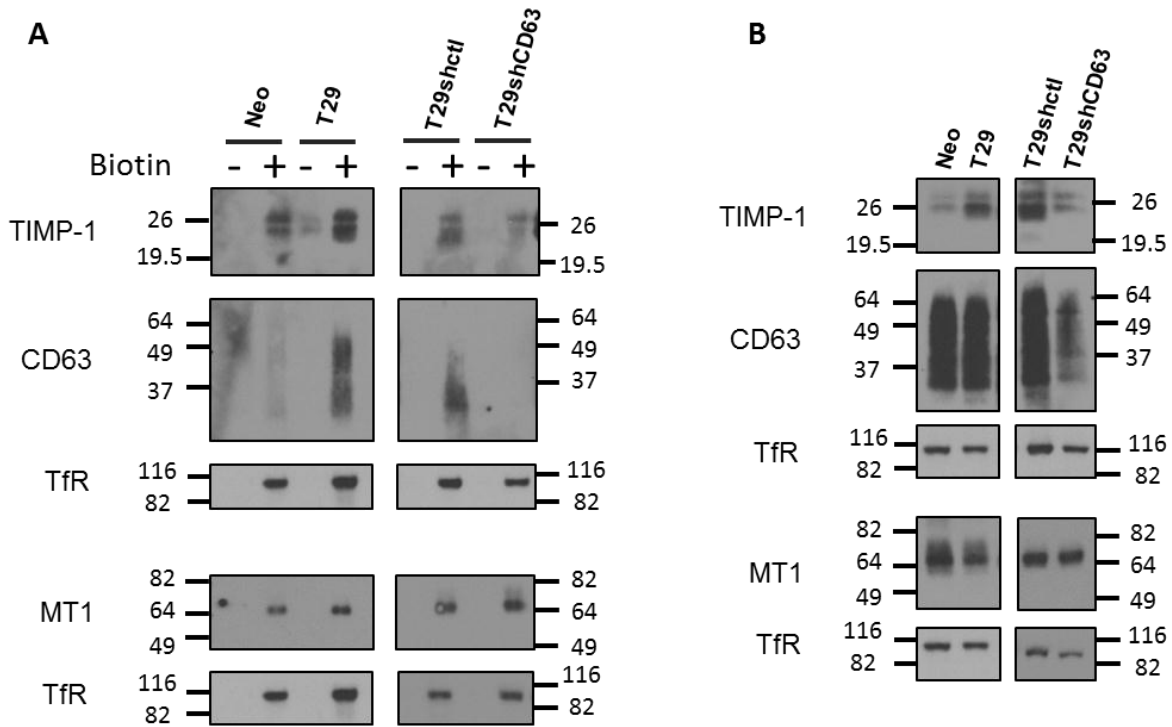 A
Neo T29 T29shctl T29shCD63
Biotin - + - + - + - +
TIMP-1 26 19.5 26 19.5
CD63 64 49 37 64 49 37
TfR 116 82 116 82
MT1 82 64 49 82 64 49
TfR 116 82 116 82
B
Neo T29 T29shctl T29shCD63
TIMP-1 26 19.5 26 19.5
CD63 64 49 37 64 49 37
TfR 116 82 116 82
MT1 82 64 49 82 64 49
TfR 116 82 116 82